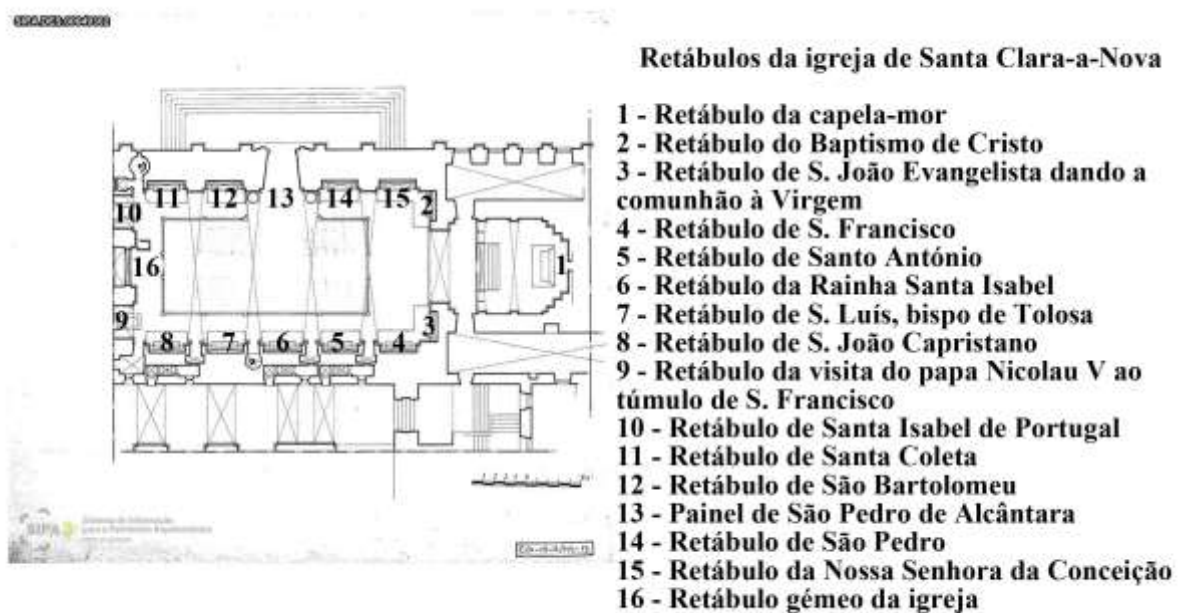 Retábulos da igreja de Santa Clara-a-Nova
1 - Retábulo da capela-mor
2 - Retábulo do Baptismo de Cristo
3 - Retábulo de S. João Evangelista dando a
comunhão à Virgem
4 - Retábulo de S. Francisco
5 - Retábulo de Santo António
6 - Retábulo da Rainha Santa Isabel
7 - Retábulo de S. Luís, bispo de Tolosa
8 - Retábulo de S. João Capristano
9 - Retábulo da visita do papa Nicolau V ao
túmulo de S. Francisco
10 - Retábulo de Santa Isabel de Portugal
11 - Retábulo de Santa Coleta
12 - Retábulo de São Bartolomeu
13 - Painel de São Pedro de Alcântara
14 - Retábulo de São Pedro
15 - Retábulo da Nossa Senhora da Conceição
16 - Retábulo gémeo da igreja
11 12 13 14 15
10 2
16 1
9 3
8 7 6 5 4
SIPA